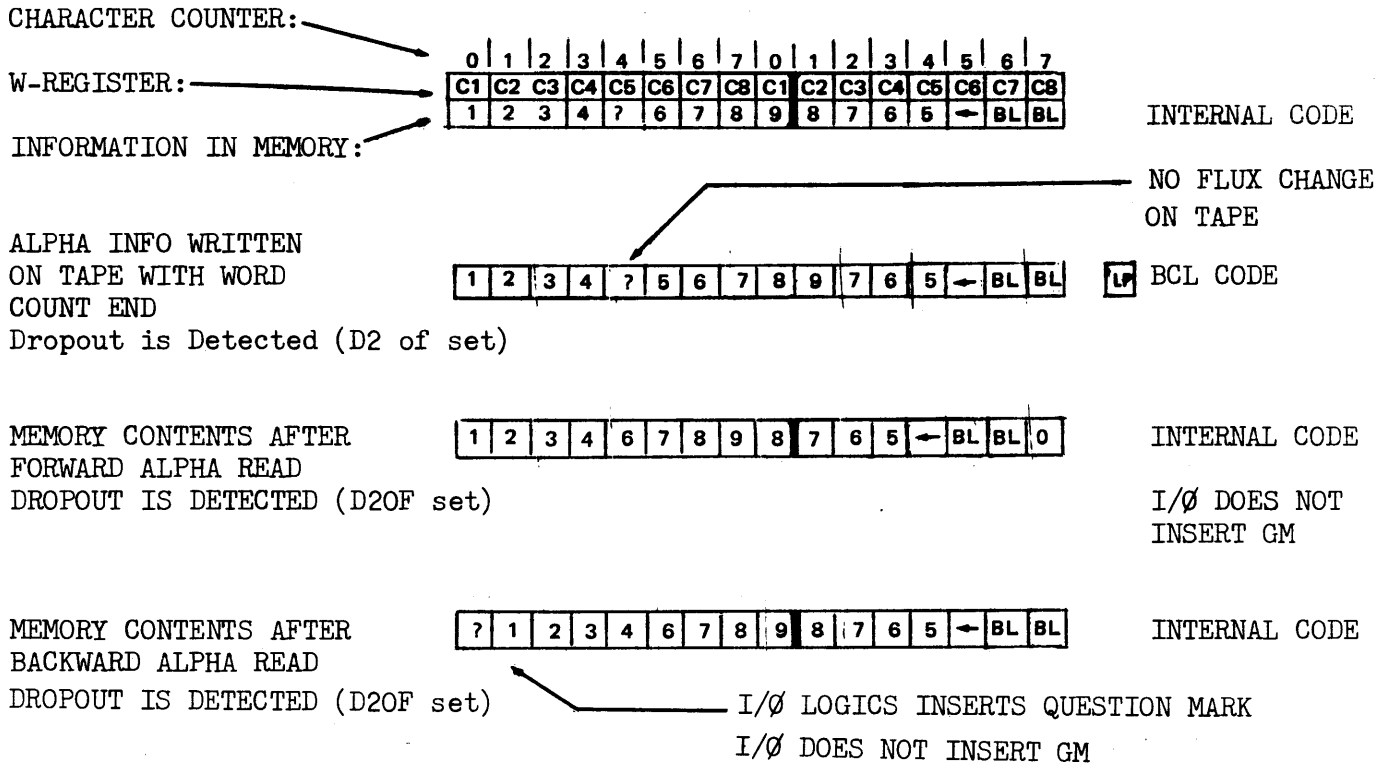 CHARACTER COUNTER:
0 1 2 3 4 5 6 7 0 1 2 3 4 5 6 7
W-REGISTER:
C1 C2 C3 C4 C5 C6 C7 C8 C1 C2 C3 C4 C5 C6 C7 C8
1 2 3 4 ? 6 7 8 9 8 7 6 5 ← BL BL INTERNAL CODE
INFORMATION IN MEMORY:
NO FLUX CHANGE
ON TAPE
ALPHA INFO WRITTEN
ON TAPE WITH WORD
COUNT END
1 2 3 4 ? 5 6 7 8 9 7 6 5 ← BL BL LP BCL CODE
Dropout is Detected (D2 of set)
MEMORY CONTENTS AFTER
FORWARD ALPHA READ
1 2 3 4 6 7 8 9 8 7 6 5 ← BL BL 0 INTERNAL CODE
DROPOUT IS DETECTED (D2OF set)
I/Ø DOES NOT
INSERT GM
MEMORY CONTENTS AFTER
BACKWARD ALPHA READ
? 1 2 3 4 6 7 8 9 8 7 6 5 ← BL BL INTERNAL CODE
DROPOUT IS DETECTED (D2OF set)
I/Ø LOGICS INSERTS QUESTION MARK
I/Ø DOES NOT INSERT GM